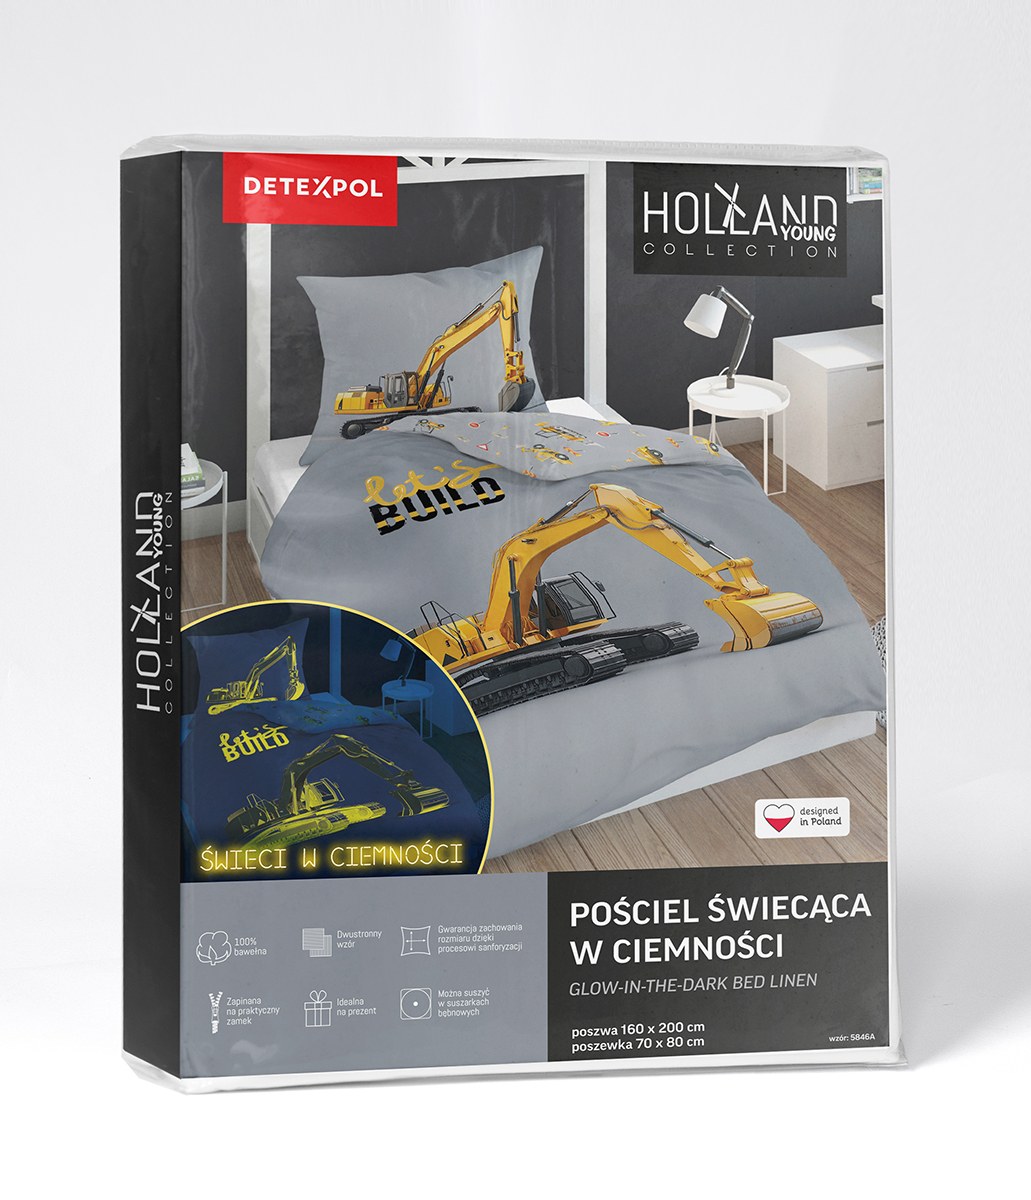 DETEXPOL
HOLLAND
YOUNG
COLLECTION
HOLLAND
YOUNG
COLLECTION
let's
BUILD
let's
BUILD
ŚWIECI W CIEMNOŚCI
designed
in Poland
100%
bawełna
Dwustronny
wzór
Gwarancja zachowania
rozmiaru dzięki
procesowi sanforyzacji
Zapinana
na praktyczny
zamek
Idealna
na prezent
Można suszyć
w suszarkach
bębnowych
POŚCIEL ŚWIECĄCA
W CIEMNOŚCI
GLOW-IN-THE-DARK BED LINEN
poszwa 160 x 200 cm
poszewka 70 x 80 cm
wzór: 5846A